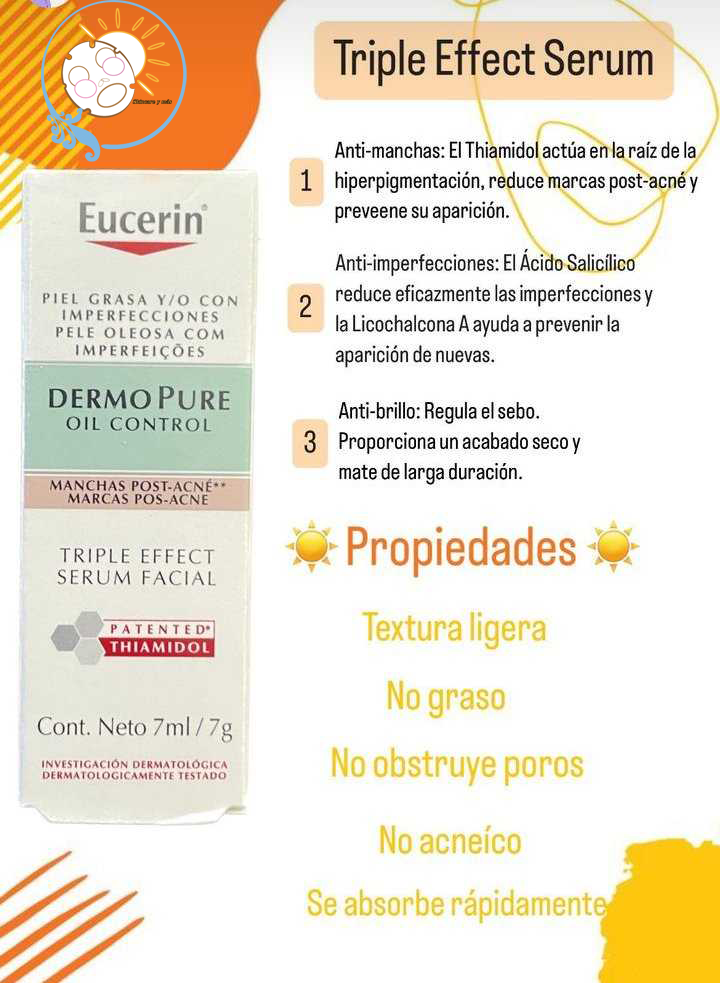 Triple Effect Serum
1
Anti-manchas: El Thiamidol actúa en la raíz de la
hiperpigmentación, reduce marcas post-acné y
preveene su aparición.
2
Anti-imperfecciones: El Ácido Salicílico
reduce eficazmente las imperfecciones y
la Licochalcona A ayuda a prevenir la
aparición de nuevas.
3
Anti-brillo: Regula el sebo.
Proporciona un acabado seco y
mate de larga duración.
Propiedades
Textura ligera
No graso
No obstruye poros
No acneíco
Se absorbe rápidamente
Eucerin®
PIEL GRASA Y/O CON
IMPERFECCIONES
PELE OLEOSA COM
IMPERFEIÇÕES
DERMOPURE
OIL CONTROL
MANCHAS POST-ACNÉ**
MARCAS POS-ACNE
TRIPLE EFFECT
SERUM FACIAL
PATENTED*
THIAMIDOL
Cont. Neto 7ml / 7g
INVESTIGACIÓN DERMATOLÓGICA
DERMATOLOGICAMENTE TESTADO